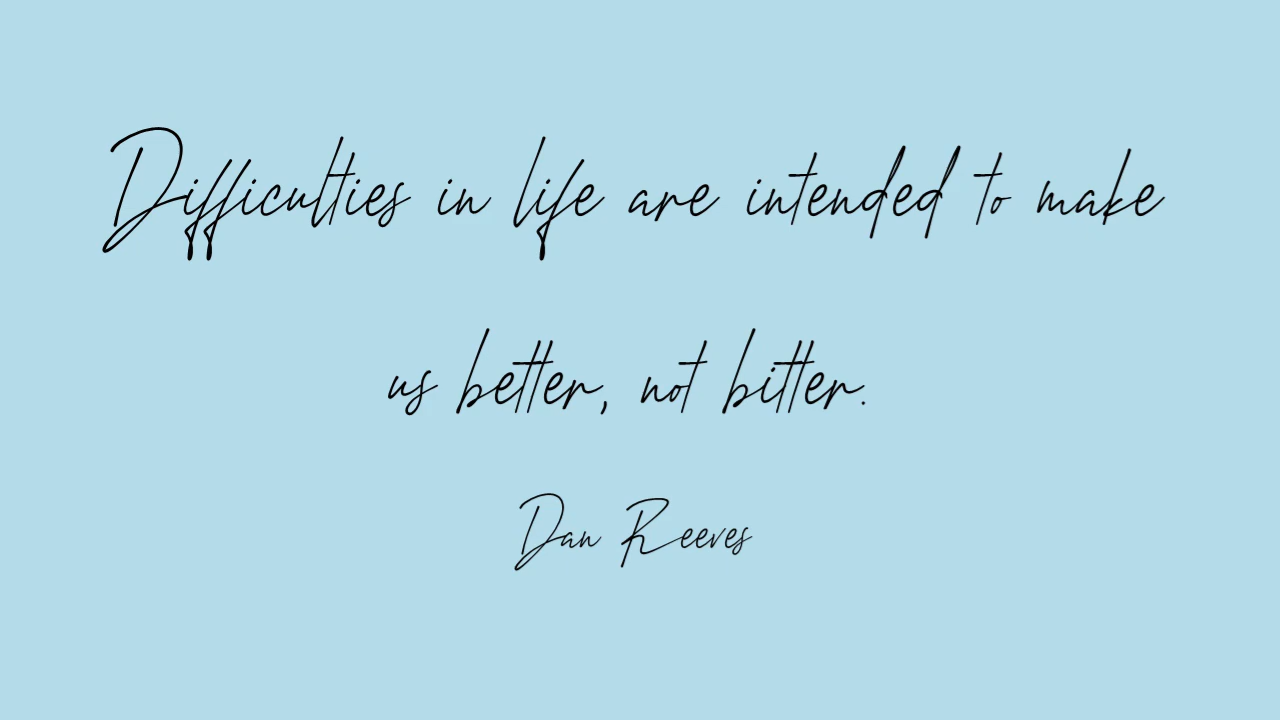 Difficulties in life are intended to make
us better, not bitter.
Dan Reeves